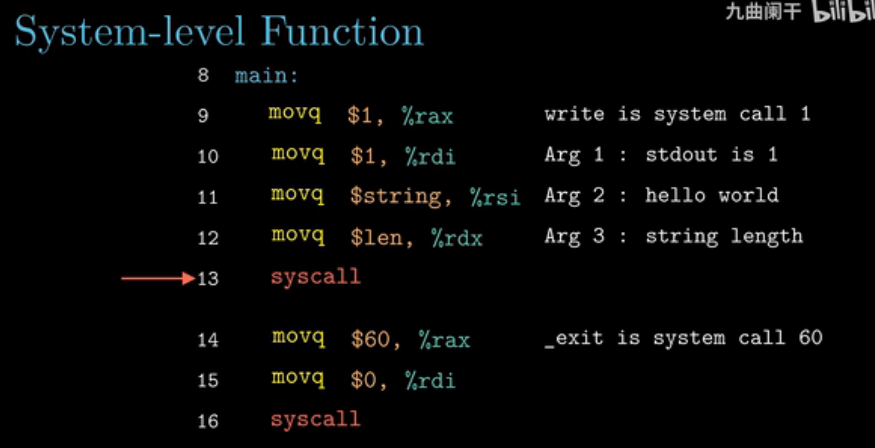 九曲阑干 bilibil
System-level Function
8 main:
9 movq $1, %rax write is system call 1
10 movq $1, %rdi Arg 1 : stdout is 1
11 movq $string, %rsi Arg 2 : hello world
12 movq $len, %rdx Arg 3 : string length
13 syscall
14 movq $60, %rax _exit is system call 60
15 movq $0, %rdi
16 syscall